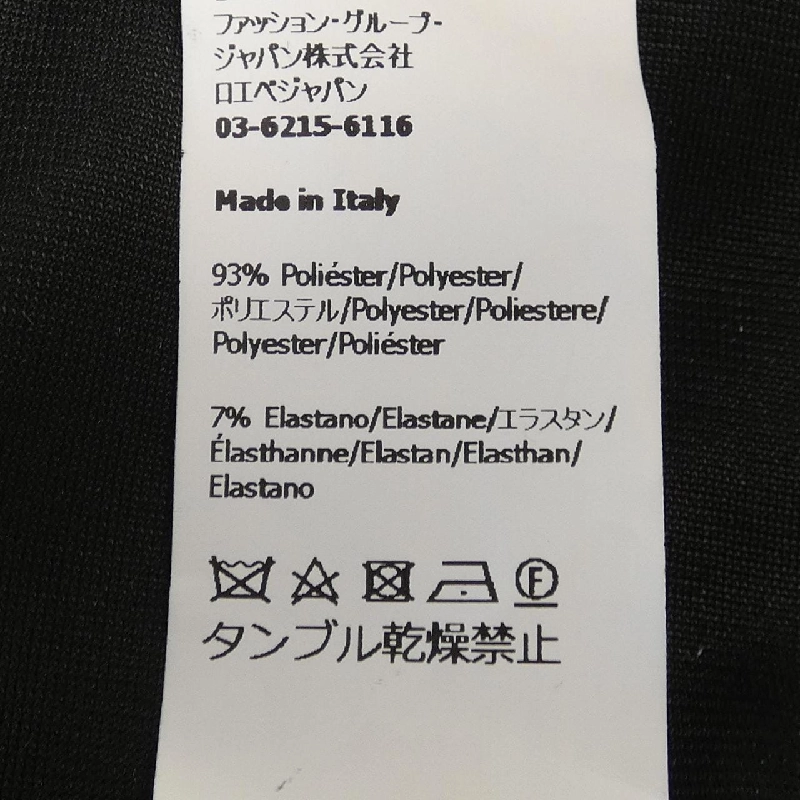 ファッション-グループ-
ジャパン株式会社
ロエベジャパン
03-6215-6116
Made in Italy
93% Poliéster/Polyester/
ポリエステル/Polyester/Poliestere/
Polyester/Poliéster
7% Elastano/Elastane/エラスタン/
Élasthanne/Elastan/Elasthan/
Elastano
F
タンブル乾燥禁止